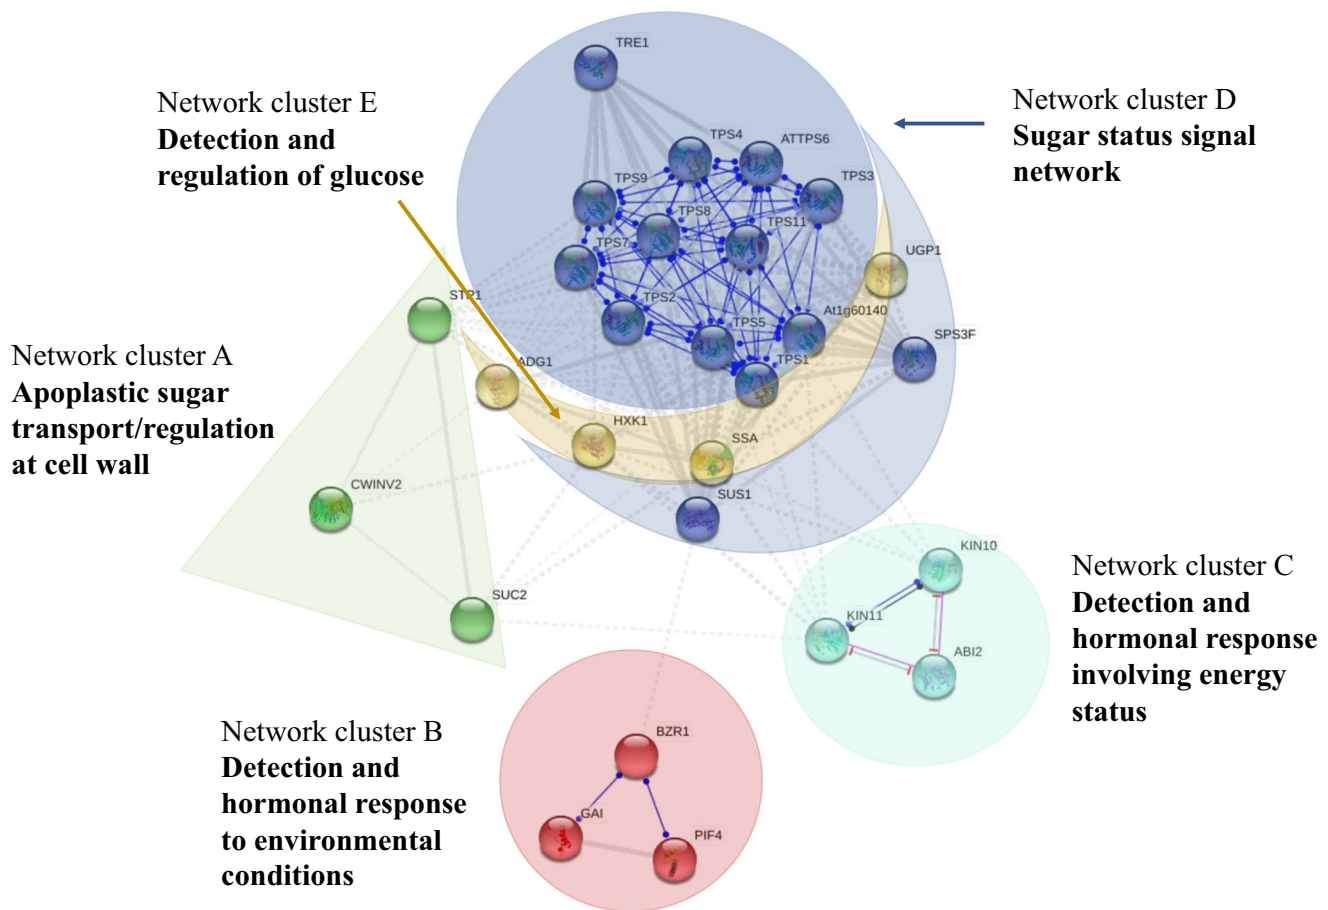 TRE1
Network cluster E
Detection and
regulation of glucose
Network cluster D
Sugar status signal
network
TPS4
ATTPS6
TPS9
TPS3
TPS8
TPS11
TPS7
UGP1
STP1
TPS2
At1g60140
TPS5
SPS3F
Network cluster A
Apoplastic sugar
transport/regulation
at cell wall
ADG1
TPS1
HXK1
SSA
CWINV2
SUS1
KIN10
Network cluster C
Detection and
hormonal response
involving energy
status
SUC2
KIN11
ABI2
Network cluster B
Detection and
hormonal response
to environmental
conditions
BZR1
GAI
PIF4